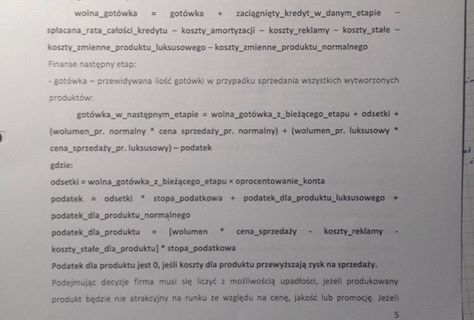 wolna_gotówka = gotówka + zaciągnięty_kredyt_w_danym_etapie –
spłacana_rata_całości_kredytu – koszty_amortyzacji – koszty_reklamy – koszty_stałe –
koszty_zmienne_produktu_luksusowego – koszty_zmienne_produktu_normalnego
Finanse następny etap:
- gotówka – przewidywana ilość gotówki w przypadku sprzedania wszystkich wytworzonych
produktów:
gotówka_w_następnym_etapie = wolna_gotówka_z_bieżącego_etapu + odsetki +
(wolumen_pr. normalny * cena sprzedaży_pr. normalny) + (wolumen_pr. luksusowy *
cena_sprzedaży_pr. luksusowy) – podatek
gdzie:
odsetki = wolna_gotówka_z_bieżącego_etapu × oprocentowanie_konta
podatek = odsetki * stopa_podatkowa + podatek_dla_produktu_luksusowego +
podatek_dla_produktu_normalnego
podatek_dla_produktu = [wolumen * cena_sprzedaży - koszty_reklamy -
koszty_stałe_dla_produktu] * stopa_podatkowa
Podatek dla produktu jest 0, jeśli koszty dla produktu przewyższają zysk na sprzedaży.
Podejmując decyzje firma musi się liczyć z możliwością upadłości, jeżeli produkowany
produkt będzie nie atrakcyjny na runku ze względu na cenę, jakość lub promocję. Jeżeli
5